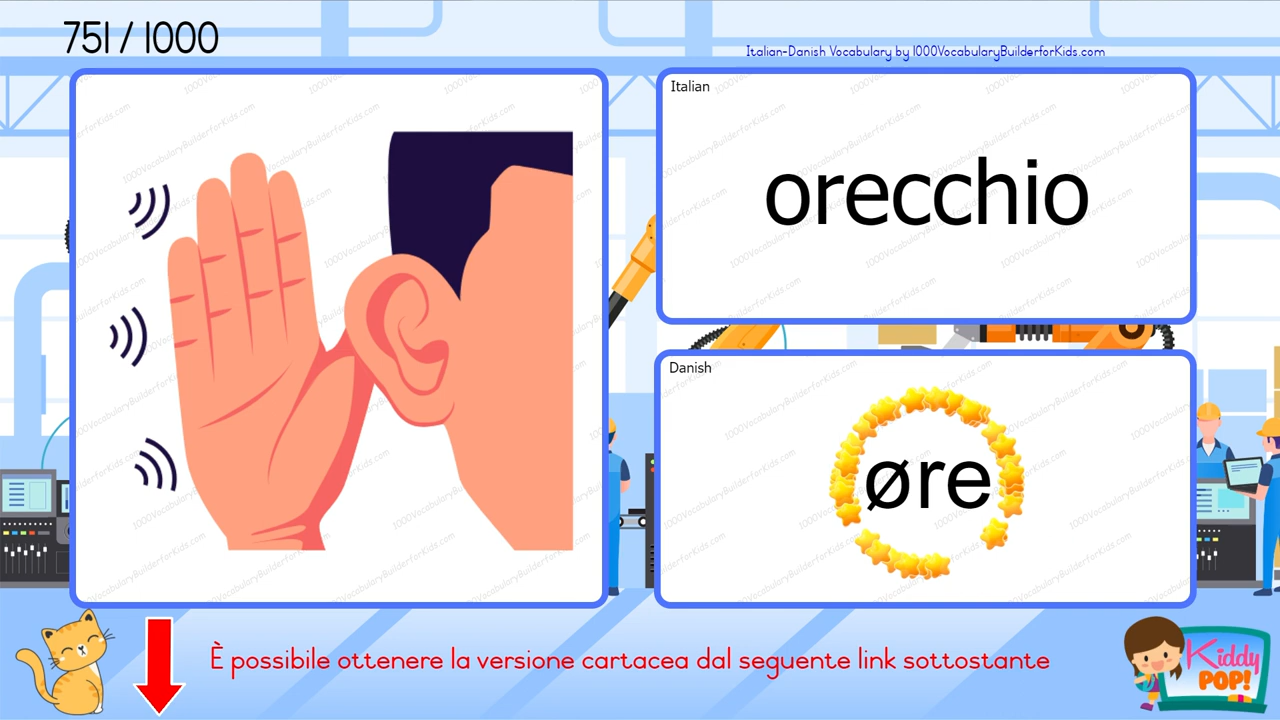 751 / 1000
Italian-Danish Vocabulary by 1000VocabularyBuilderforKids.com
Italian
orecchio
Danish
øre
È possibile ottenere la versione cartacea dal seguente link sottostante
Kiddy
POP!